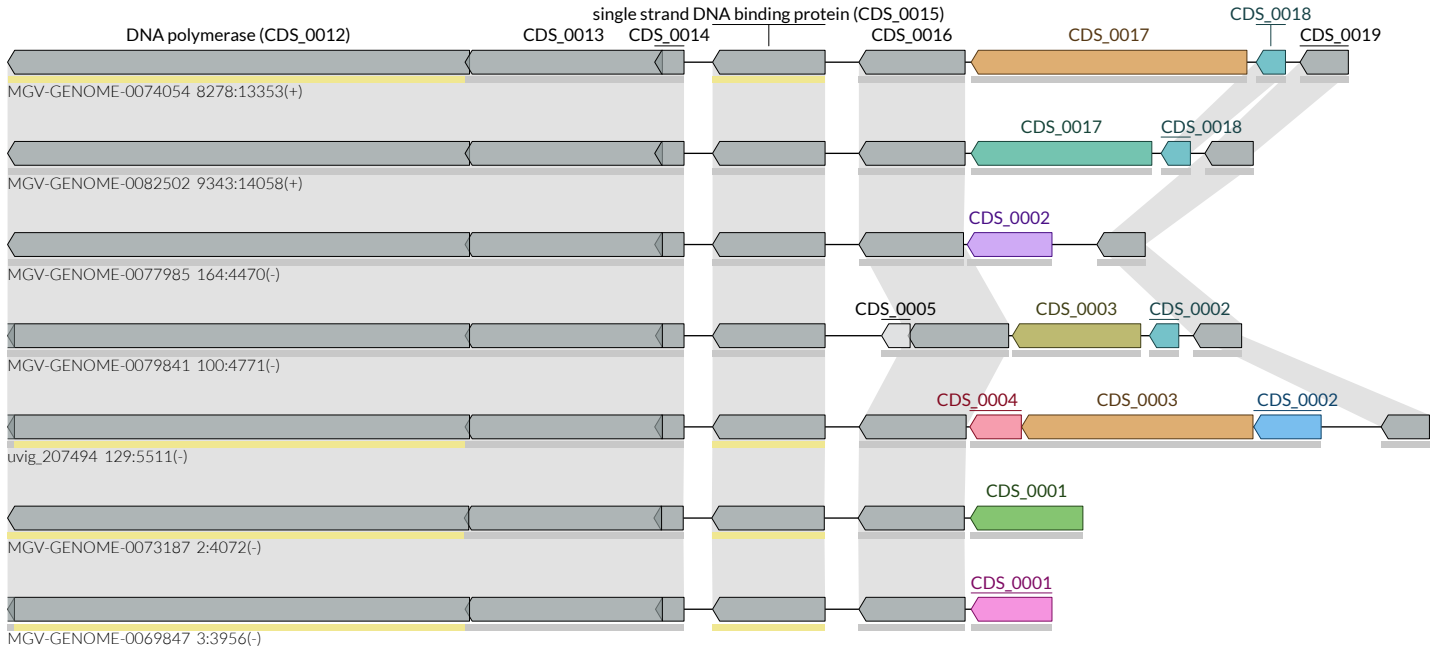 single strand DNA binding protein (CDS_0015)
CDS_0018
DNA polymerase (CDS_0012)
CDS_0013
CDS_0014
CDS_0016
CDS_0017
CDS_0019
MGV-GENOME-0074054 8278:13353(+)
CDS_0017
CDS_0018
MGV-GENOME-0082502 9343:14058(+)
CDS_0002
MGV-GENOME-0077985 164:4470(-)
CDS_0005
CDS_0003
CDS_0002
MGV-GENOME-0079841 100:4771(-)
CDS_0004
CDS_0003
CDS_0002
uvig_207494 129:5511(-)
CDS_0001
MGV-GENOME-0073187 2:4072(-)
CDS_0001
MGV-GENOME-0069847 3:3956(-)